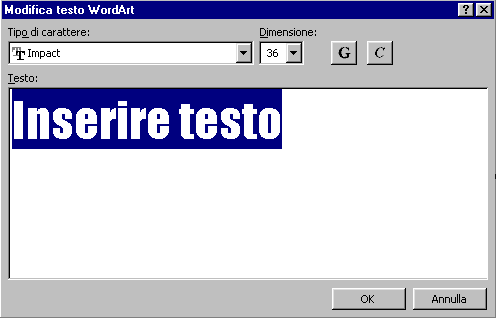 Modifica testo WordArt
Tipo di carattere: Dimensione:
Impact 36 G C
Testo:
Inserire testo
OK Annulla